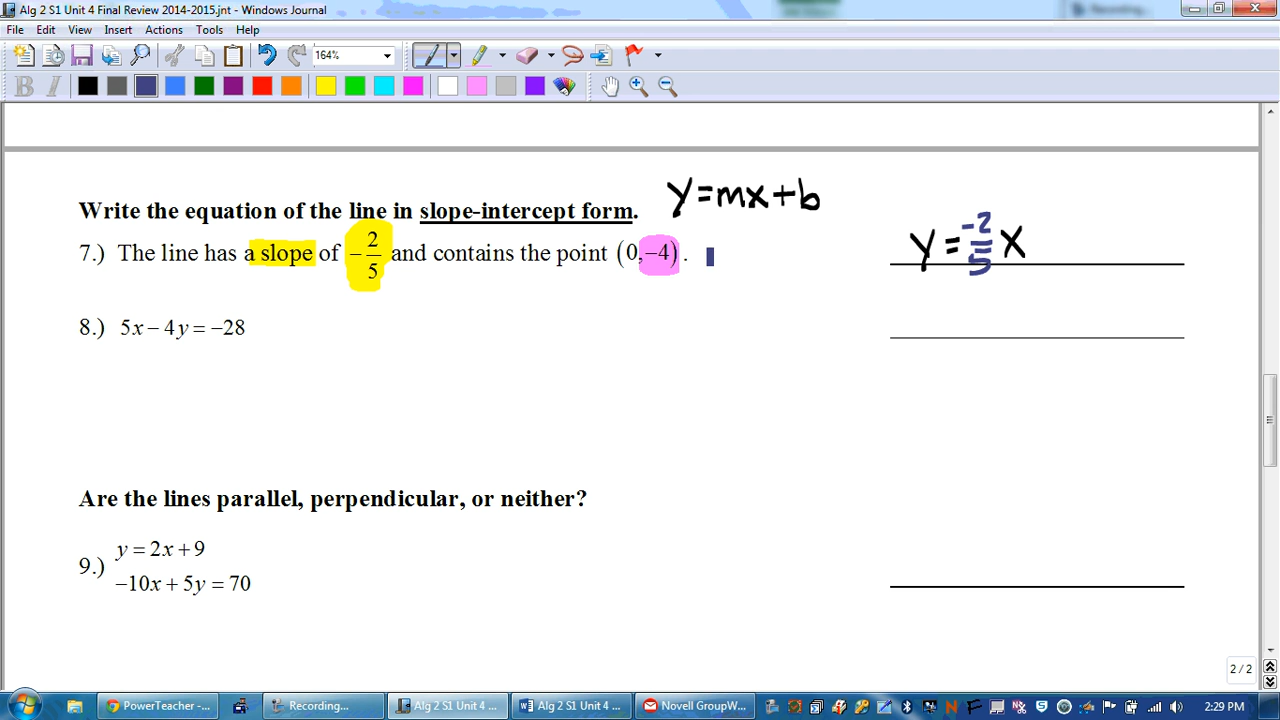 Alg 2 S1 Unit 4 Final Review 2014-2015.jnt - Windows Journal
Recording...
File Edit View Insert Actions Tools Help
164%
B I
Write the equation of the line in slope-intercept form. y=mx+b
7.) The line has a slope of −2/5 and contains the point (0,−4). y=-2/5 x
8.) 5x−4y=−28
Are the lines parallel, perpendicular, or neither?
9.) y=2x+9
−10x+5y=70
2 / 2
PowerTeacher -... Recording... Alg 2 S1 Unit 4 ... Alg 2 S1 Unit 4 ... Novell GroupW... 2:29 PM